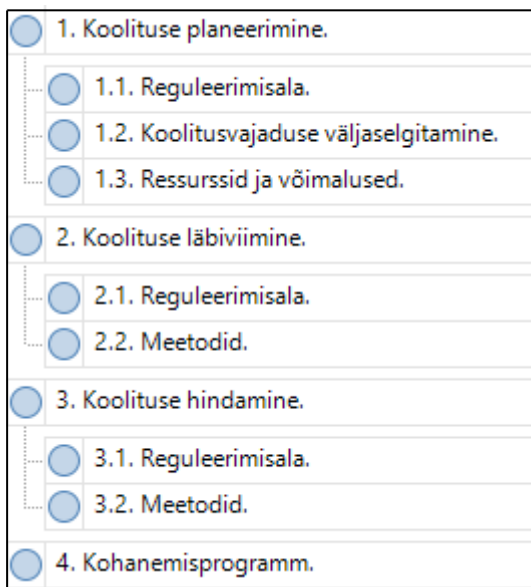 1. Koolituse planeerimine.
1.1. Reguleerimisala.
1.2. Koolitusvajaduse väljaselgitamine.
1.3. Ressurssid ja võimalused.
2. Koolituse läbiviimine.
2.1. Reguleerimisala.
2.2. Meetodid.
3. Koolituse hindamine.
3.1. Reguleerimisala.
3.2. Meetodid.
4. Kohanemisprogramm.